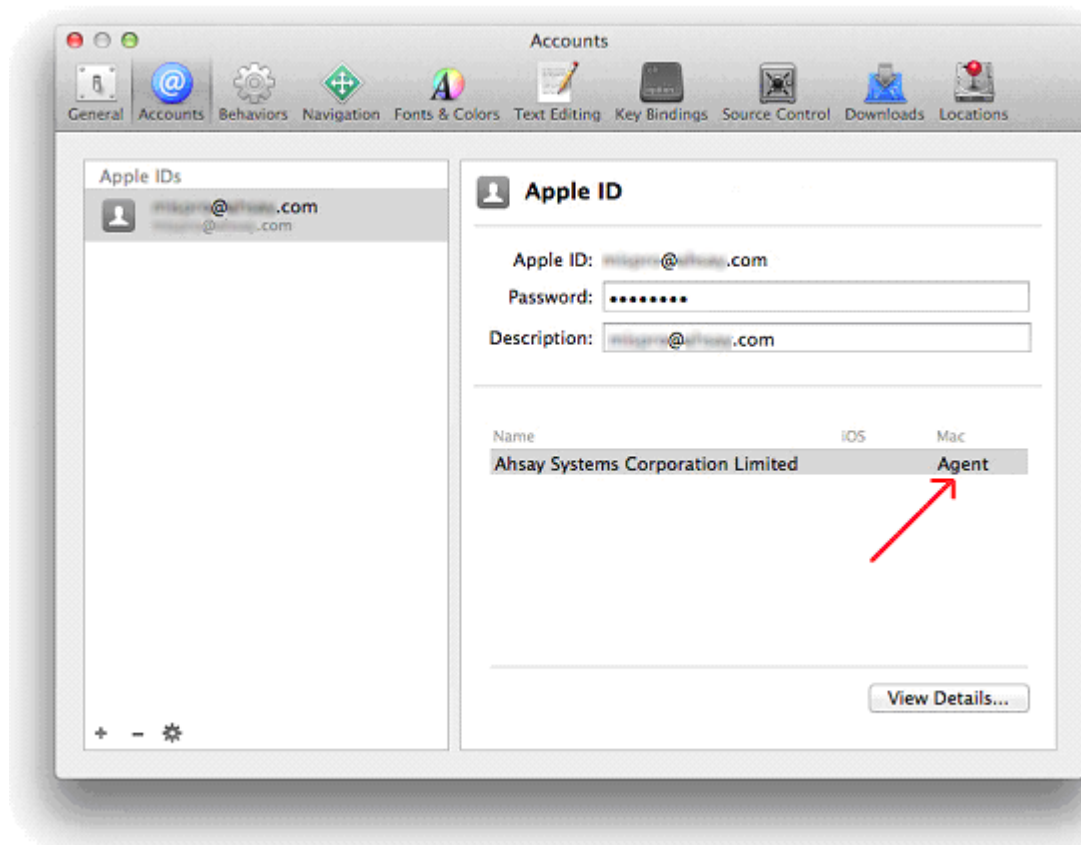 Accounts
General Accounts Behaviors Navigation Fonts & Colors Text Editing Key Bindings Source Control Downloads Locations
Apple IDs
@ .com
@ .com
Apple ID
Apple ID: @ .com
Password: ••••••••
Description: @ .com
Name iOS Mac
Ahsay Systems Corporation Limited Agent
View Details...